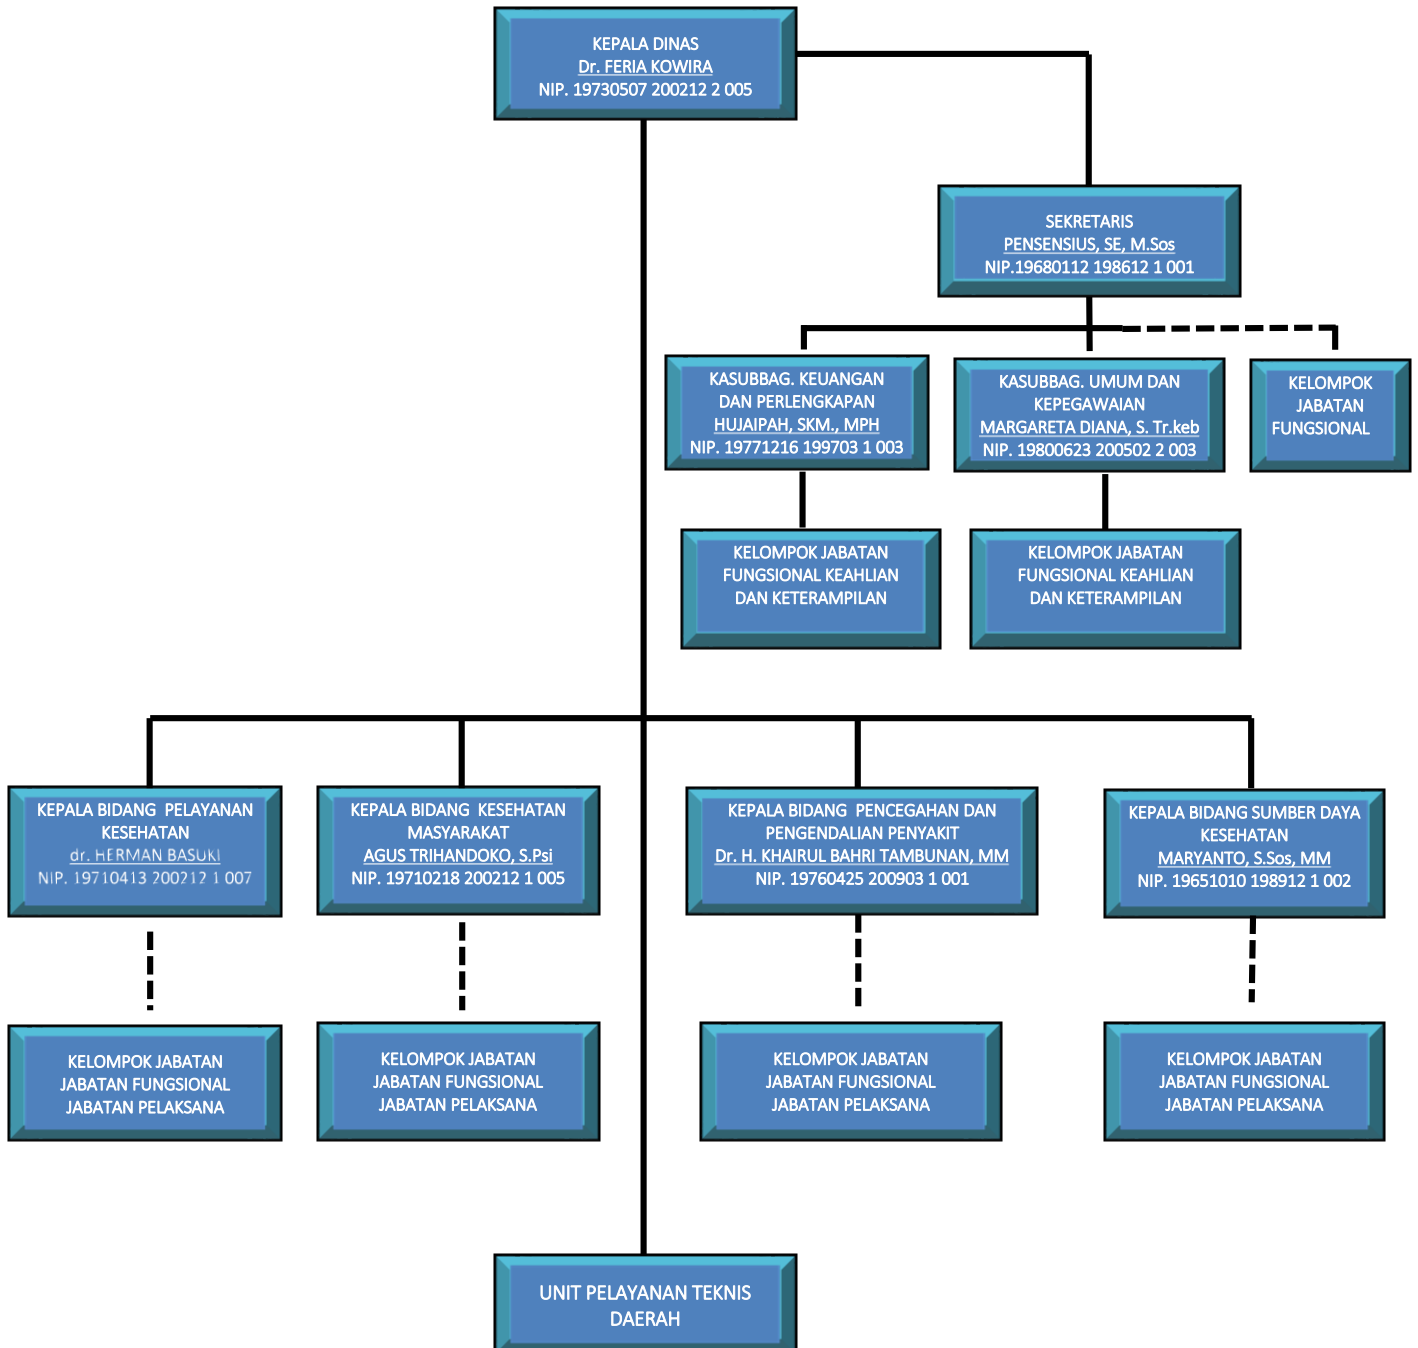 KEPALA DINAS
Dr. FERIA KOWIRA
NIP. 19730507 200212 2 005
SEKRETARIS
PENSENSIUS, SE, M.Sos
NIP.19680112 198612 1 001
KASUBBAG. KEUANGAN
DAN PERLENGKAPAN
HUJAIPAH, SKM., MPH
NIP. 19771216 199703 1 003
KASUBBAG. UMUM DAN
KEPEGAWAIAN
MARGARETA DIANA, S. Tr.keb
NIP. 19800623 200502 2 003
KELOMPOK
JABATAN
FUNGSIONAL
KELOMPOK JABATAN
FUNGSIONAL KEAHLIAN
DAN KETERAMPILAN
KELOMPOK JABATAN
FUNGSIONAL KEAHLIAN
DAN KETERAMPILAN
KEPALA BIDANG PELAYANAN
KESEHATAN
dr. HERMAN BASUKI
NIP. 19710413 200212 1 007
KEPALA BIDANG KESEHATAN
MASYARAKAT
AGUS TRIHANDOKO, S.Psi
NIP. 19710218 200212 1 005
KEPALA BIDANG PENCEGAHAN DAN
PENGENDALIAN PENYAKIT
Dr. H. KHAIRUL BAHRI TAMBUNAN, MM
NIP. 19760425 200903 1 001
KEPALA BIDANG SUMBER DAYA
KESEHATAN
MARYANTO, S.Sos, MM
NIP. 19651010 198912 1 002
KELOMPOK JABATAN
JABATAN FUNGSIONAL
JABATAN PELAKSANA
KELOMPOK JABATAN
JABATAN FUNGSIONAL
JABATAN PELAKSANA
KELOMPOK JABATAN
JABATAN FUNGSIONAL
JABATAN PELAKSANA
KELOMPOK JABATAN
JABATAN FUNGSIONAL
JABATAN PELAKSANA
UNIT PELAYANAN TEKNIS
DAERAH